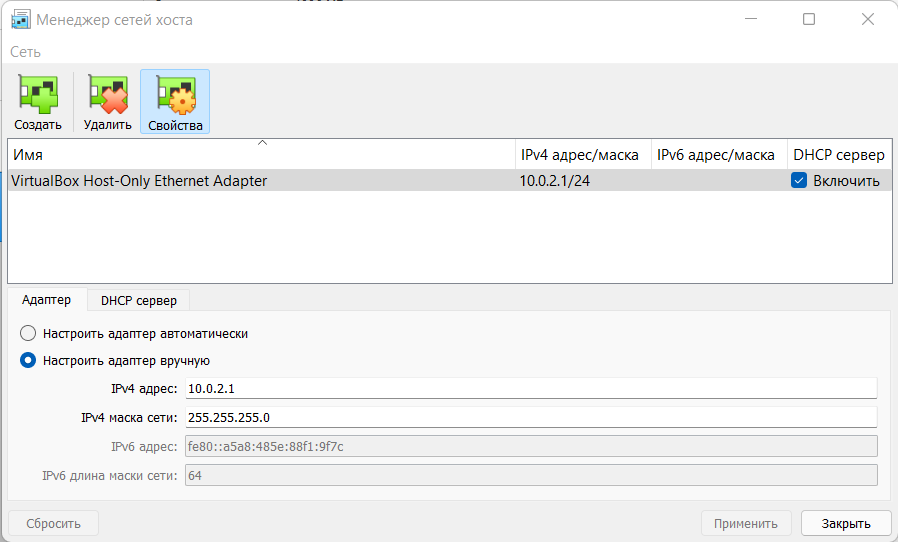 Менеджер сетей хоста
Сеть
Создать Удалить Свойства
Имя IPv4 адрес/маска IPv6 адрес/маска DHCP сервер
VirtualBox Host-Only Ethernet Adapter 10.0.2.1/24 Включить
Адаптер DHCP сервер
Настроить адаптер автоматически
Настроить адаптер вручную
IPv4 адрес: 10.0.2.1
IPv4 маска сети: 255.255.255.0
IPv6 адрес: fe80::a5a8:485e:88f1:9f7c
IPv6 длина маски сети: 64
Сбросить Применить Закрыть